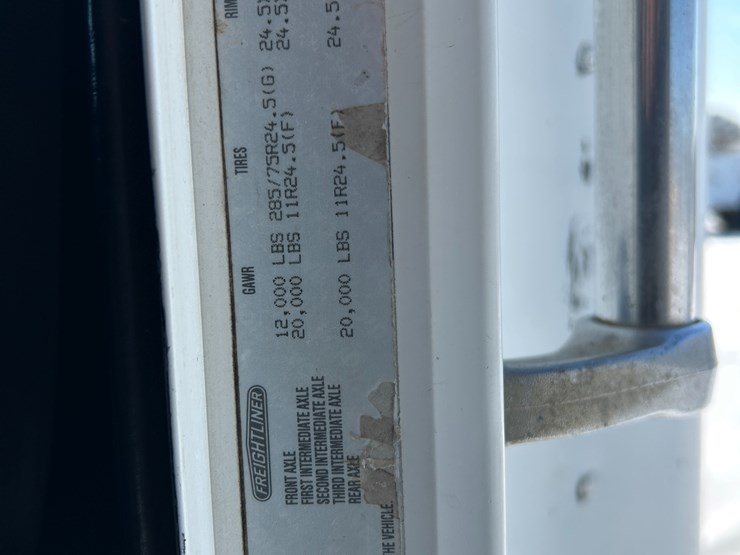 FREIGHTLINER
GAWR TIRES RIM
FRONT AXLE 12,000 LBS 285/75R24.5(G) 24.5X
FIRST INTERMEDIATE AXLE 20,000 LBS 11R24.5(F) 24.5
SECOND INTERMEDIATE AXLE
THIRD INTERMEDIATE AXLE
REAR AXLE 20,000 LBS 11R24.5(F) 24.5
HE VEHICLE